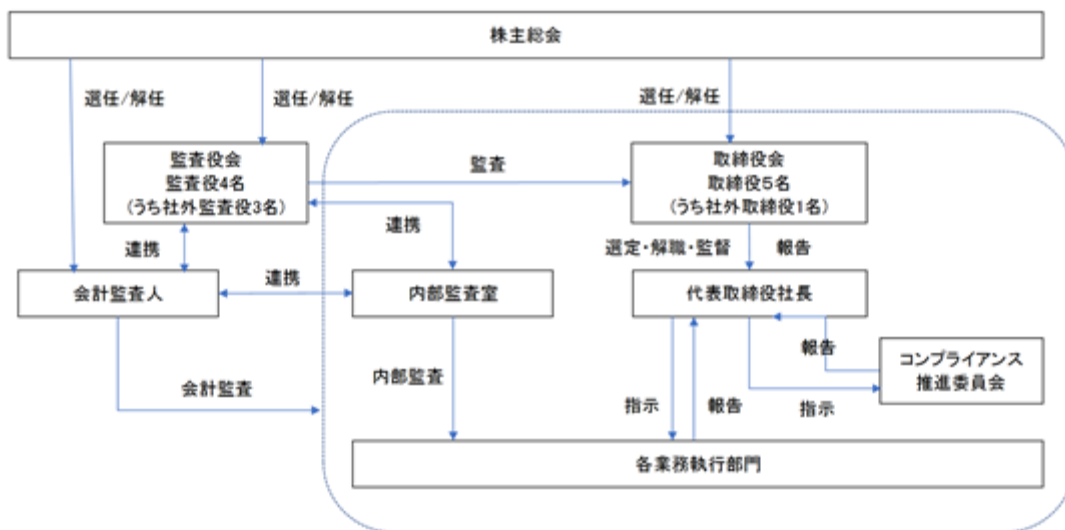 株主総会
選任/解任
選任/解任
選任/解任
監査役会
監査役4名
(うち社外監査役3名)
監査
取締役会
取締役5名
(うち社外取締役1名)
連携
連携
選定・解職・監督
報告
会計監査人
連携
内部監査室
代表取締役社長
報告
コンプライアンス
推進委員会
会計監査
内部監査
指示
報告
指示
各業務執行部門